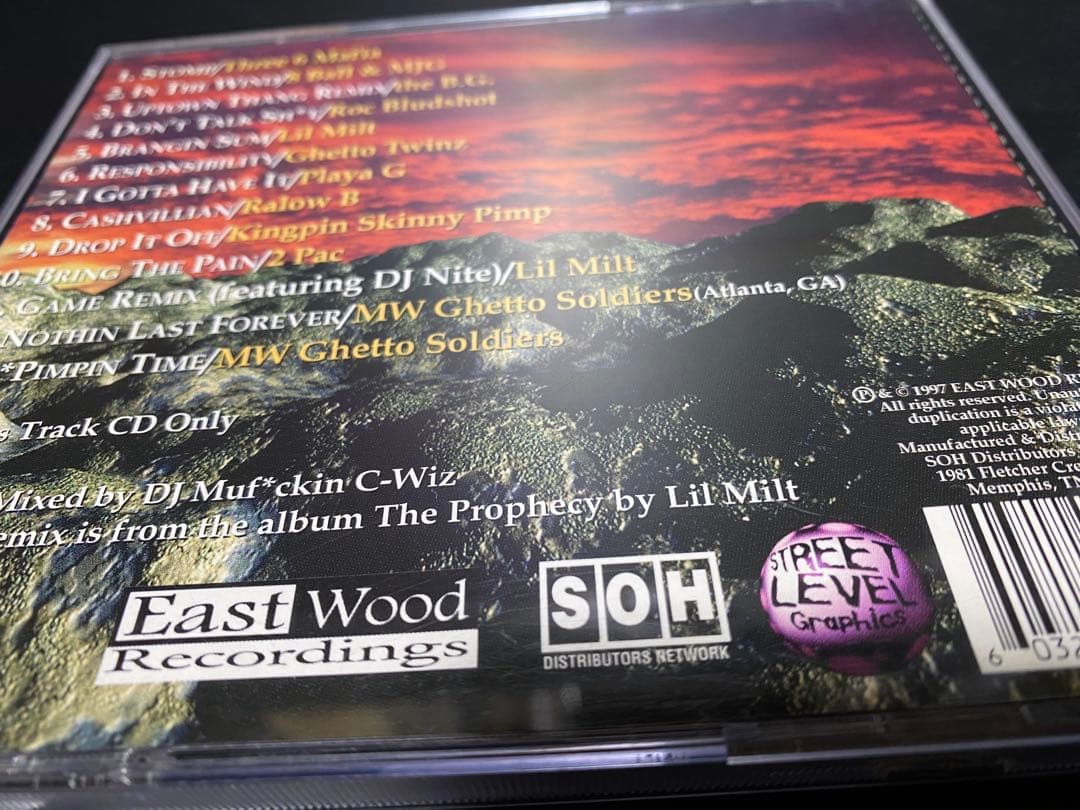 1. STOMP/Three 6 Mafia
2. IN THE WIND/8 Ball & MJG
3. UPTOWN THANG REMIX/the B.G.
4. DON'T TALK SH*T/Roc Bludshot
5. BRANGIN SUM/Lil Milt
6. RESPONSIBILITY/Ghetto Twinz
7. I GOTTA HAVE IT/Playa G
8. CASHVILLIAN/Ralow B
9. DROP IT OFF/Kingpin Skinny Pimp
0. BRING THE PAIN/2 Pac
. GAME REMIX (featuring DJ Nite)/Lil Milt
NOTHIN LAST FOREVER/MW Ghetto Soldiers (Atlanta, GA)
*PIMPIN TIME/MW Ghetto Soldiers
s Track CD Only
Mixed by DJ Muf*ckin C-Wiz
emix is from the album The Prophecy by Lil Milt
℗ & © 1997 EAST WOOD RE
All rights reserved. Unau
duplication is a violat
applicable law
Manufactured & Distr
SOH Distributors
1981 Fletcher Cre
Memphis, TN
East Wood
Recordings
SOH
DISTRIBUTORS NETWORK
STREET
LEVEL
Graphics
6 032